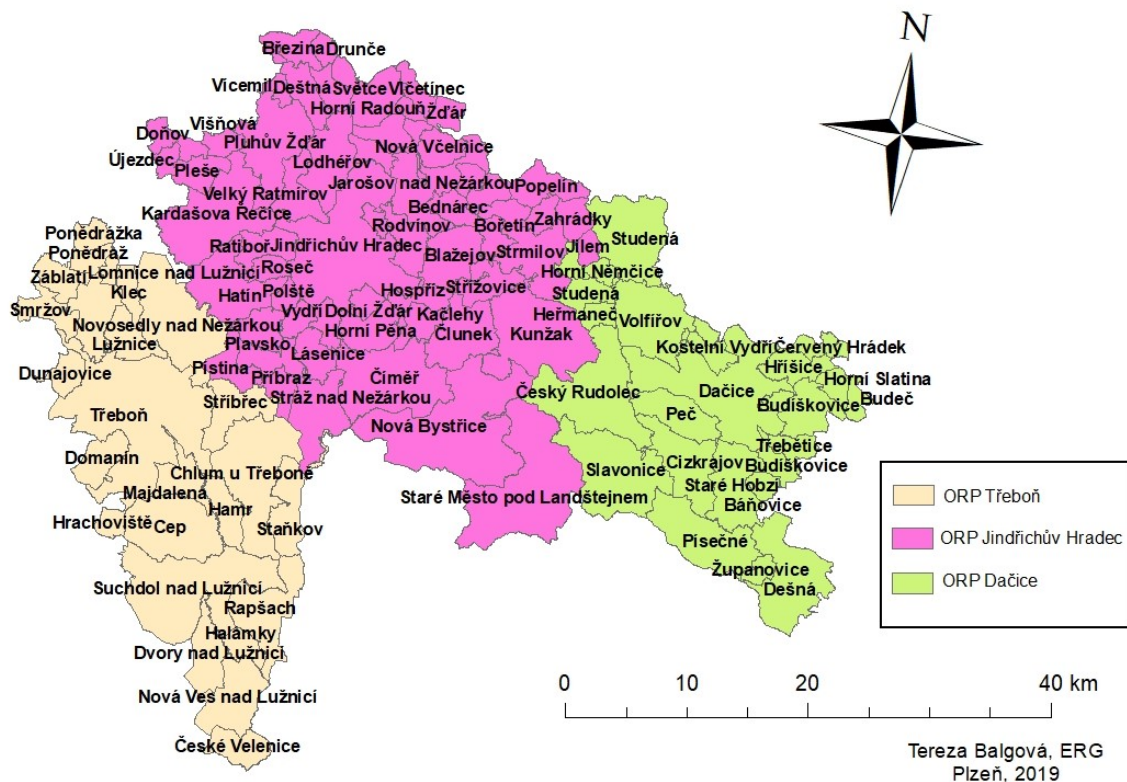 N
Březina
Drunče
Vícemil
Deštná
Světce
Vlčetínec
Horní Radouň
Žďár
Višňová
Doňov
Pluhův Žďár
Nová Včelnice
Újezdec
Pleše
Lodhéřov
Jarošov nad Nežárkou
Popelín
Velký Ratmírov
Bednárec
Kardašova Řečice
Rodvínov
Bořetín
Zahrádky
Ponědrážka
Ratiboř
Jindřichův Hradec
Blažejov
Strmilov
Jilem
Studená
Ponědráž
Záblatí
Lomnice nad Lužnicí
Roseč
Horní Němčice
Klec
Hatín
Polště
Hospříz
Střížovice
Studená
Smržov
Vydří
Dolní Žďár
Kačlehy
Heřmaneč
Volfířov
Novosedly nad Nežárkou
Horní Pěna
Člunek
Kunžak
Lužnice
Plavsko
Lásenice
Kostelní Vydří
Červený Hrádek
Dunajovice
Pístina
Příbraz
Číměř
Hříšice
Horní Slatina
Stříbřec
Stráž nad Nežárkou
Český Rudolec
Dačice
Budeč
Třeboň
Peč
Budíškovice
Nová Bystřice
Třebětice
Domanín
Chlum u Třeboně
Slavonice
Cizkrajov
Budíškovice
Majdaléna
Hamr
Staré Město pod Landštejnem
Staré Hobzí
Báňovice
Hrachoviště
Cep
Staňkov
Písečné
Županovice
Dešná
Suchdol nad Lužnicí
Rapšach
Halámky
Dvory nad Lužnicí
Nová Ves nad Lužnicí
České Velenice
ORP Třeboň
ORP Jindřichův Hradec
ORP Dačice
0 10 20 40 km
Tereza Balgová, ERG
Plzeň, 2019